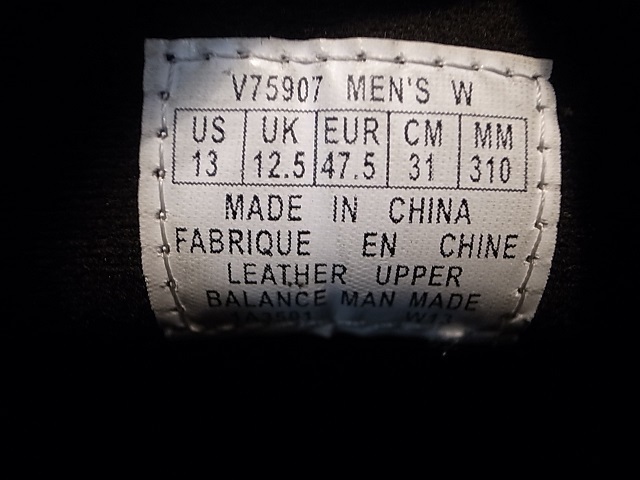 V75907 MEN'S W
US UK EUR CM MM
13 12.5 47.5 31 310
MADE IN CHINA
FABRIQUE EN CHINE
LEATHER UPPER
BALANCE MAN MADE
W13